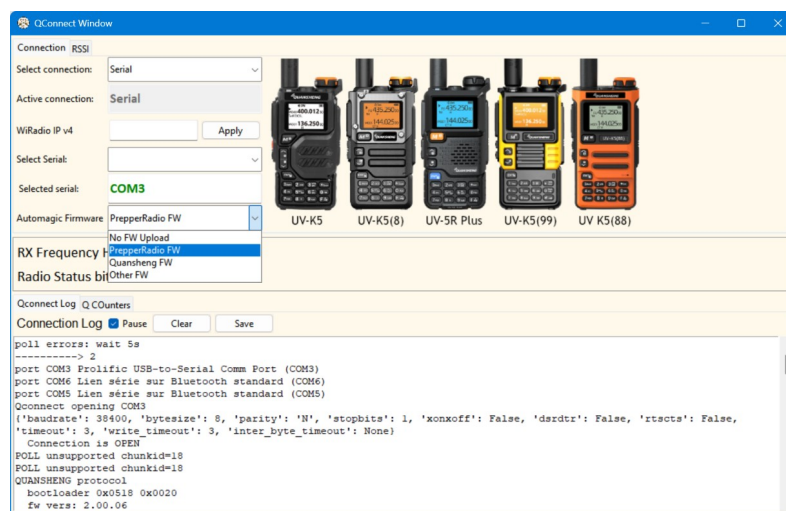 QConnect Window
Connection RSSI
Select connection: Serial
Active connection: Serial
WiRadio IP v4 Apply
Select Serial:
Selected serial: COM3
Automagic Firmware PrepperRadio FW
UV-K5 UV-K5(8) UV-5R Plus UV-K5(99) UV K5(88)
No FW Upload
PrepperRadio FW
Quansheng FW
Other FW
RX Frequency H
Radio Status bit
Qconnect Log Q COunters
Connection Log Pause Clear Save
poll errors: wait 5s
----------> 2
port COM3 Prolific USB-to-Serial Comm Port (COM3)
port COM6 Lien série sur Bluetooth standard (COM6)
port COM5 Lien série sur Bluetooth standard (COM5)
Qconnect opening COM3
{'baudrate': 38400, 'bytesize': 8, 'parity': 'N', 'stopbits': 1, 'xonxoff': False, 'dsrdtr': False, 'rtscts': False,
'timeout': 3, 'write_timeout': 3, 'inter_byte_timeout': None}
Connection is OPEN
POLL unsupported chunkid=18
POLL unsupported chunkid=18
QUANSHENG protocol
bootloader 0x0518 0x0020
fw vers: 2.00.06